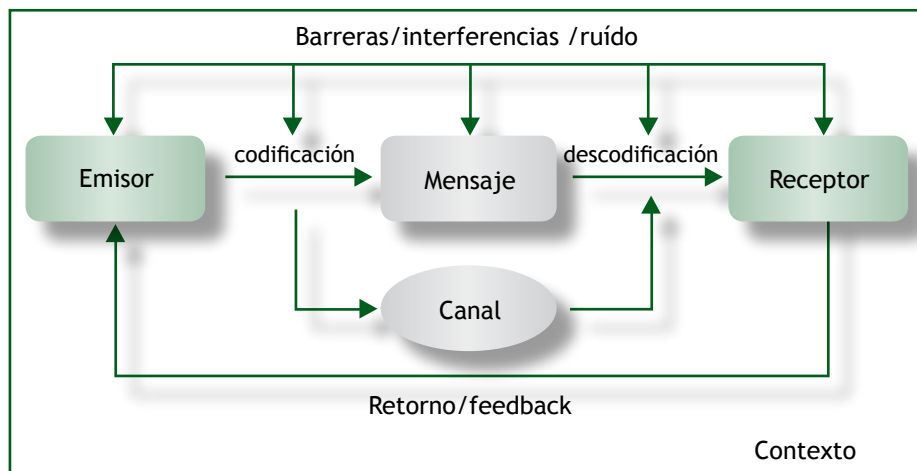 Barreras/interferencias /ruído
codificación
descodificación
Emisor
Mensaje
Receptor
Canal
Retorno/feedback
Contexto